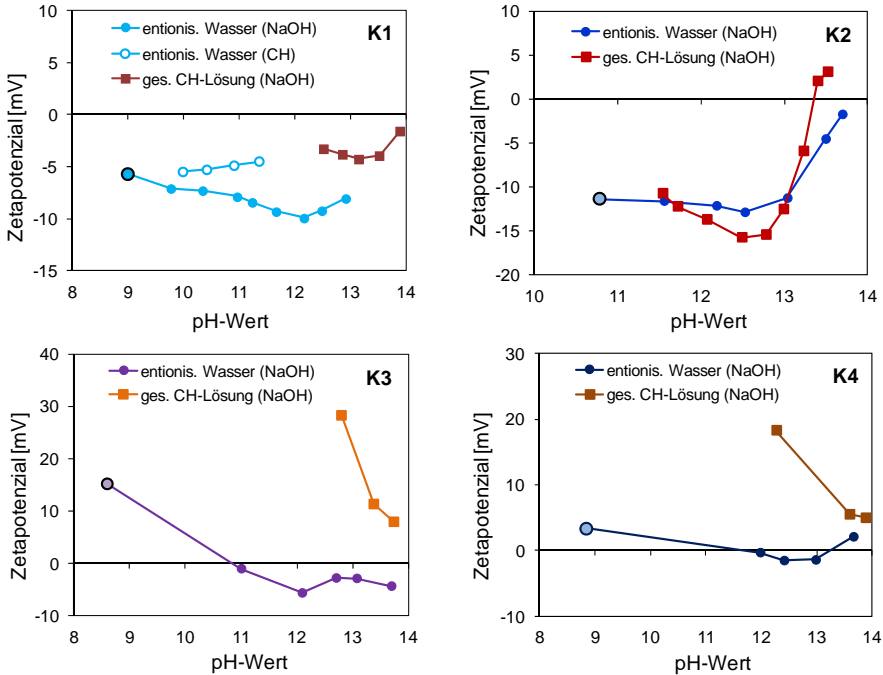 K1
entionis. Wasser (NaOH)
entionis. Wasser (CH)
ges. CH-Lösung (NaOH)
Zetapotenzial [mV]
10
5
0
-5
-10
-15
8 9 10 11 12 13 14
pH-Wert
K2
entionis. Wasser (NaOH)
ges. CH-Lösung (NaOH)
Zetapotenzial [mV]
10
5
0
-5
-10
-15
-20
10 11 12 13 14
pH-Wert
K3
entionis. Wasser (NaOH)
ges. CH-Lösung (NaOH)
Zetapotenzial [mV]
40
30
20
10
0
-10
8 9 10 11 12 13 14
pH-Wert
K4
entionis. Wasser (NaOH)
ges. CH-Lösung (NaOH)
Zetapotenzial [mV]
30
20
10
0
-10
8 9 10 11 12 13 14
pH-Wert